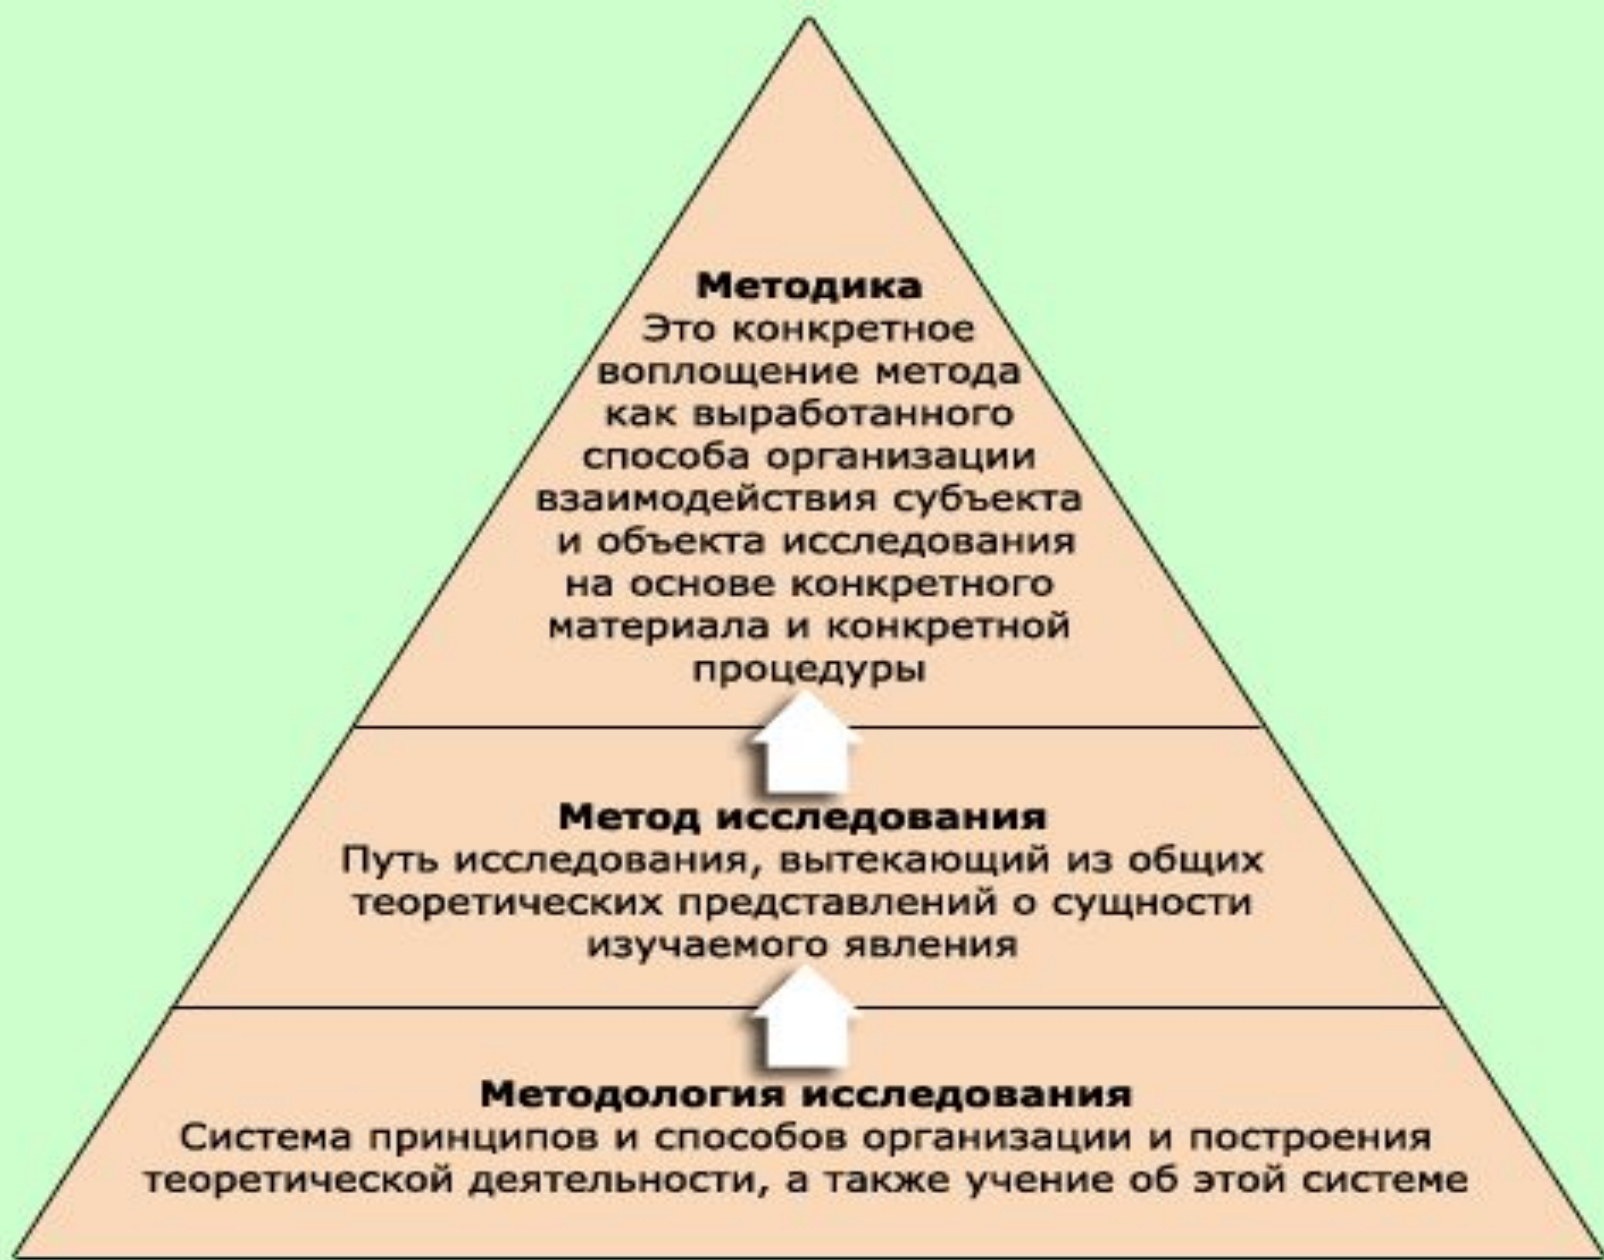 Методика
Это конкретное
воплощение метода
как выработанного
способа организации
взаимодействия субъекта
и объекта исследования
на основе конкретного
материала и конкретной
процедуры
Метод исследования
Путь исследования, вытекающий из общих
теоретических представлений о сущности
изучаемого явления
Методология исследования
Система принципов и способов организации и построения
теоретической деятельности, а также учение об этой системе